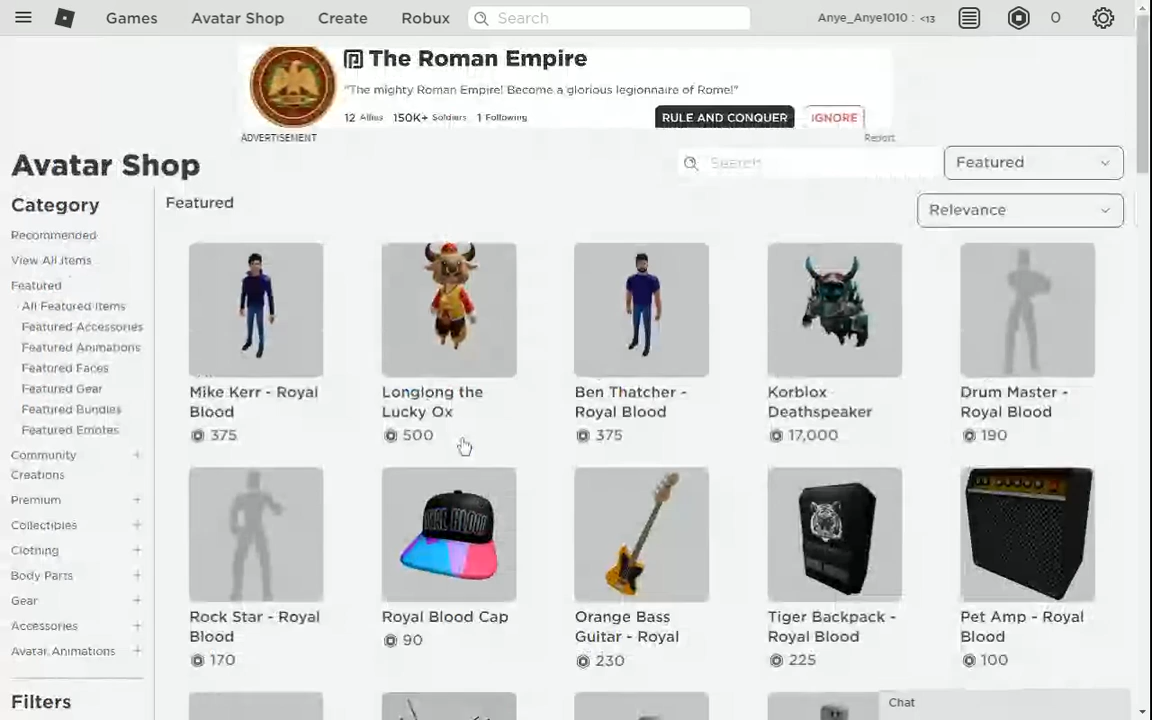 Games Avatar Shop Create Robux Search Anye_Anye1010 : <13 0
The Roman Empire
"The mighty Roman Empire! Become a glorious legionnaire of Rome!"
12 Allies 150K+ Soldiers 1 Following RULE AND CONQUER IGNORE
ADVERTISEMENT Report
Avatar Shop Search Featured
Category Featured Relevance
Recommended
View All Items
Featured
All Featured Items
Featured Accessories
Featured Animations
Featured Faces
Featured Gear
Featured Bundles
Featured Emotes
Community +
Creations
Premium +
Collectibles +
Clothing +
Body Parts +
Gear +
Accessories +
Avatar Animations +
Filters
Mike Kerr - Royal
Blood
375
Longlong the
Lucky Ox
500
Ben Thatcher -
Royal Blood
375
Korblox
Deathspeaker
17,000
Drum Master -
Royal Blood
190
Rock Star - Royal
Blood
170
ROYAL BLOOD
Royal Blood Cap
90
Orange Bass
Guitar - Royal
230
Tiger Backpack -
Royal Blood
225
Pet Amp - Royal
Blood
100
Chat